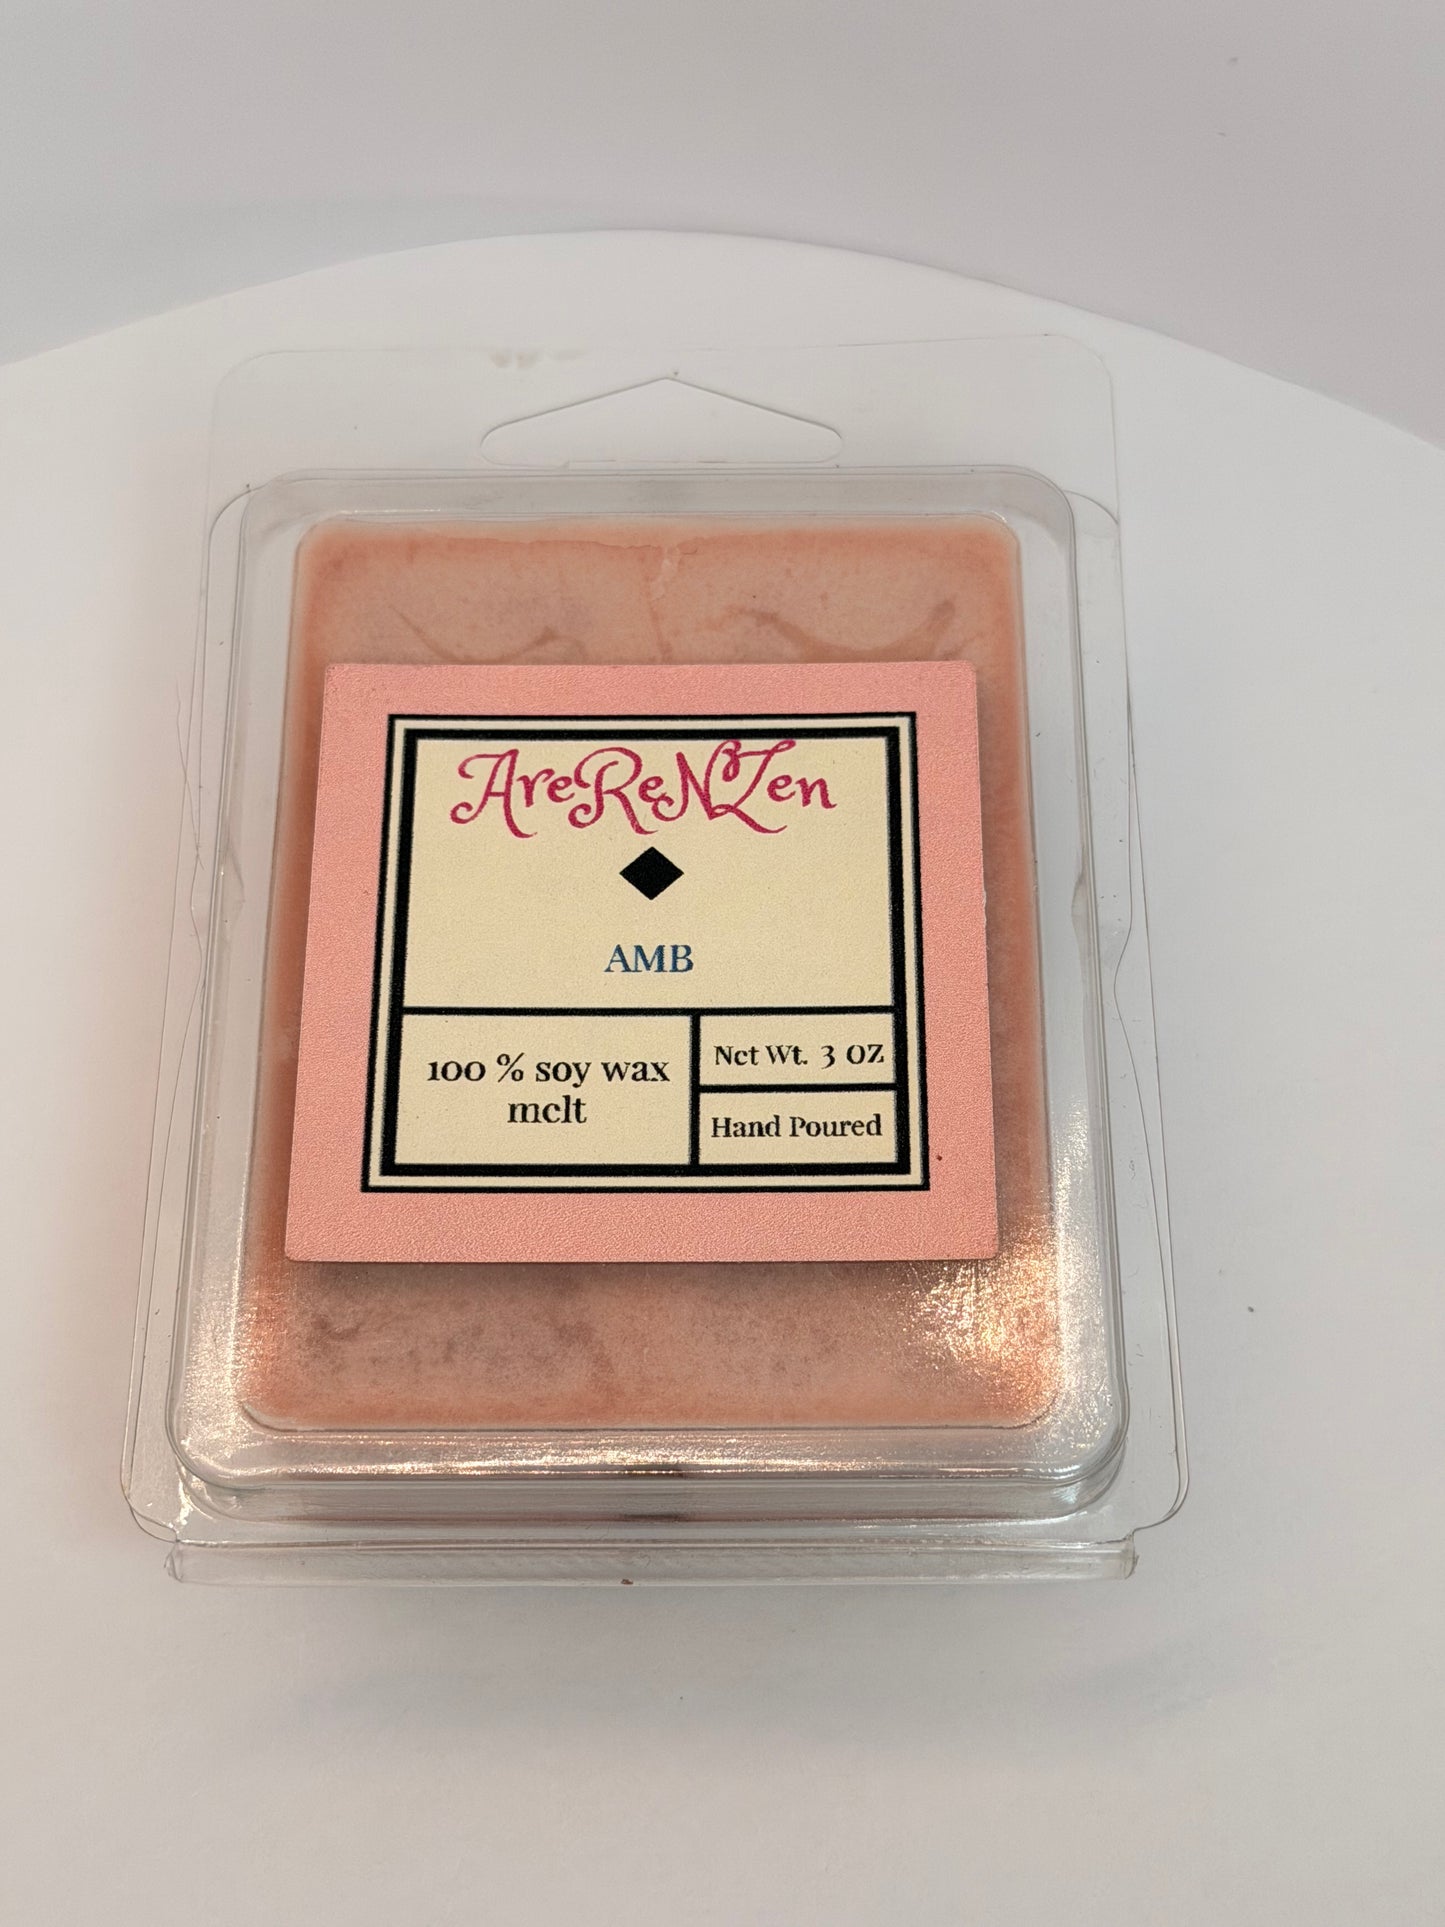 AreReNZen
AMB
100 % soy wax
melt
Net Wt. 3 OZ
Hand Poured